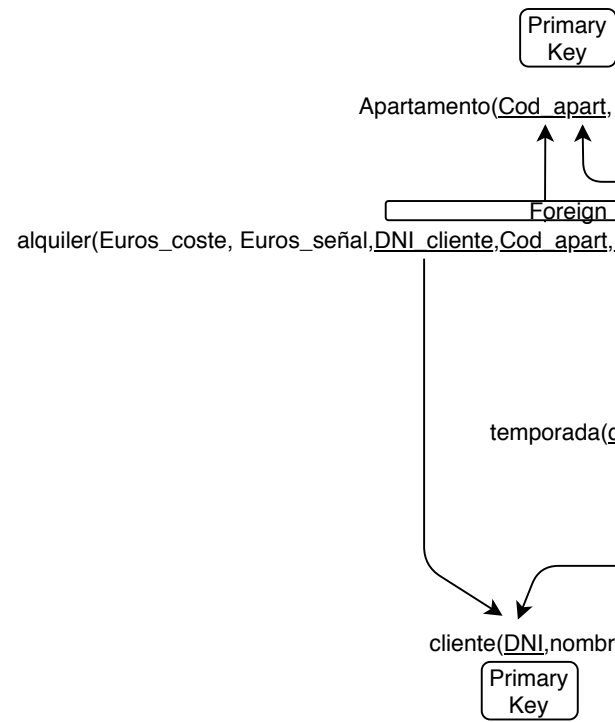 Primary
Key
Apartamento(Cod_apart,
Foreign
alquiler(Euros_coste, Euros_señal,DNI_cliente,Cod_apart,
temporada(
cliente(DNI,nombr
Primary
Key